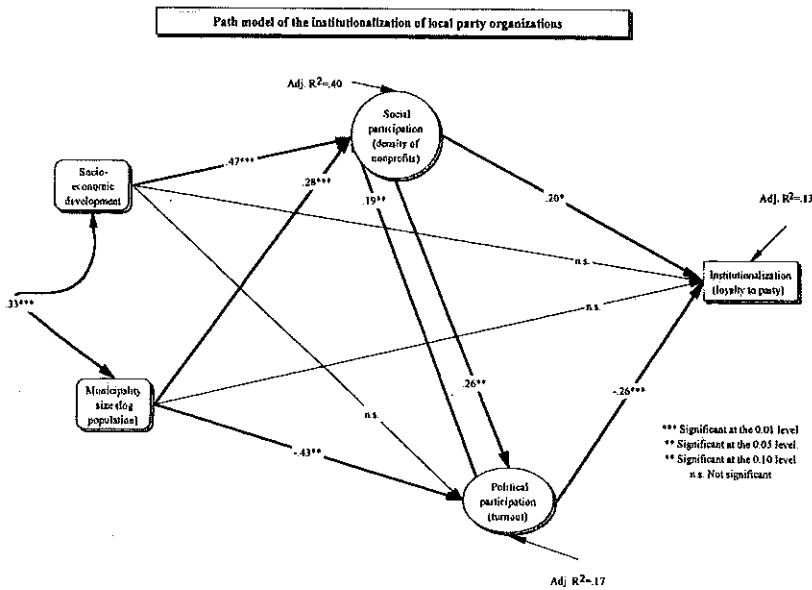 Path model of the institutionalization of local party organizations
Adj. R²=.40
Social
participation
(density of
nonprofits)
.47***
.28***
.19**
.20*
Socio-
economic
development
Adj. R²=.13
n.s.
Institutionalization
(loyalty to party)
.33***
n.s.
Municipality
size (log
population)
n.s.
.26**
-.26***
-.43**
*** Significant at the 0.01 level
** Significant at the 0.05 level.
** Significant at the 0.10 level
n.s. Not significant
Political
participation
(turnout)
Adj R²=.17